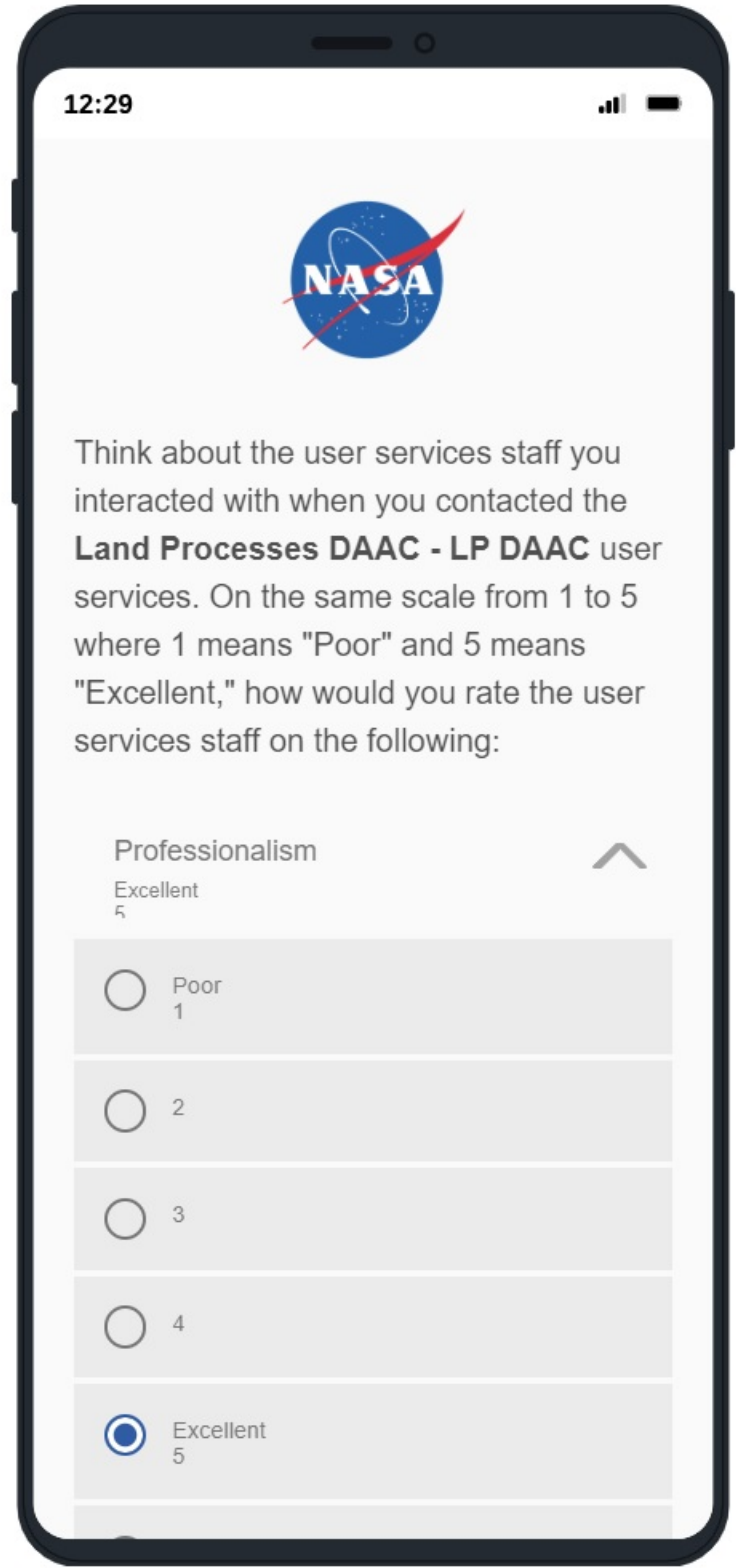 12:29
NASA
Think about the user services staff you
interacted with when you contacted the
Land Processes DAAC - LP DAAC user
services. On the same scale from 1 to 5
where 1 means "Poor" and 5 means
"Excellent," how would you rate the user
services staff on the following:
Professionalism
Excellent
5
Poor
1
2
3
4
Excellent
5